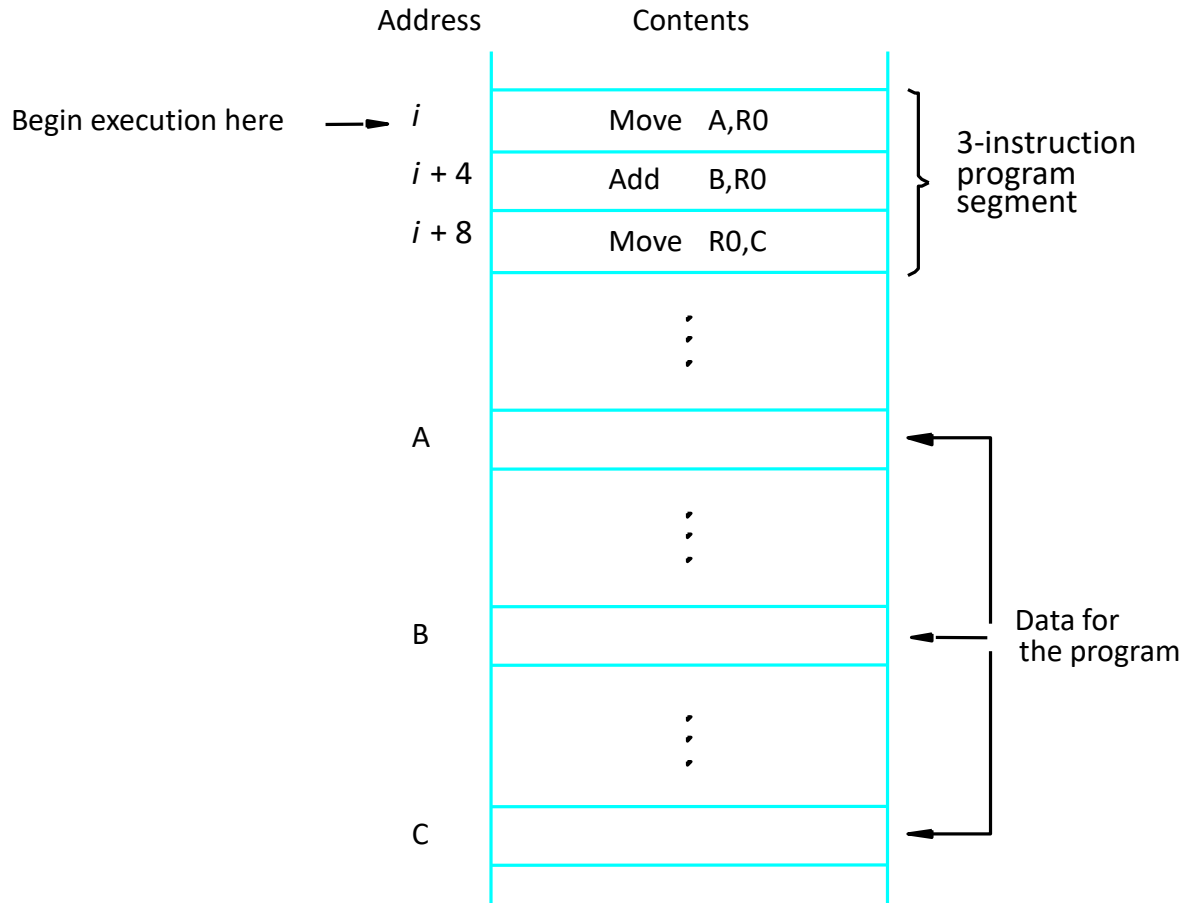 Address Contents
Begin execution here i Move A,R0
i + 4 Add B,R0
i + 8 Move R0,C
3-instruction
program
segment
A
B
Data for
the program
C